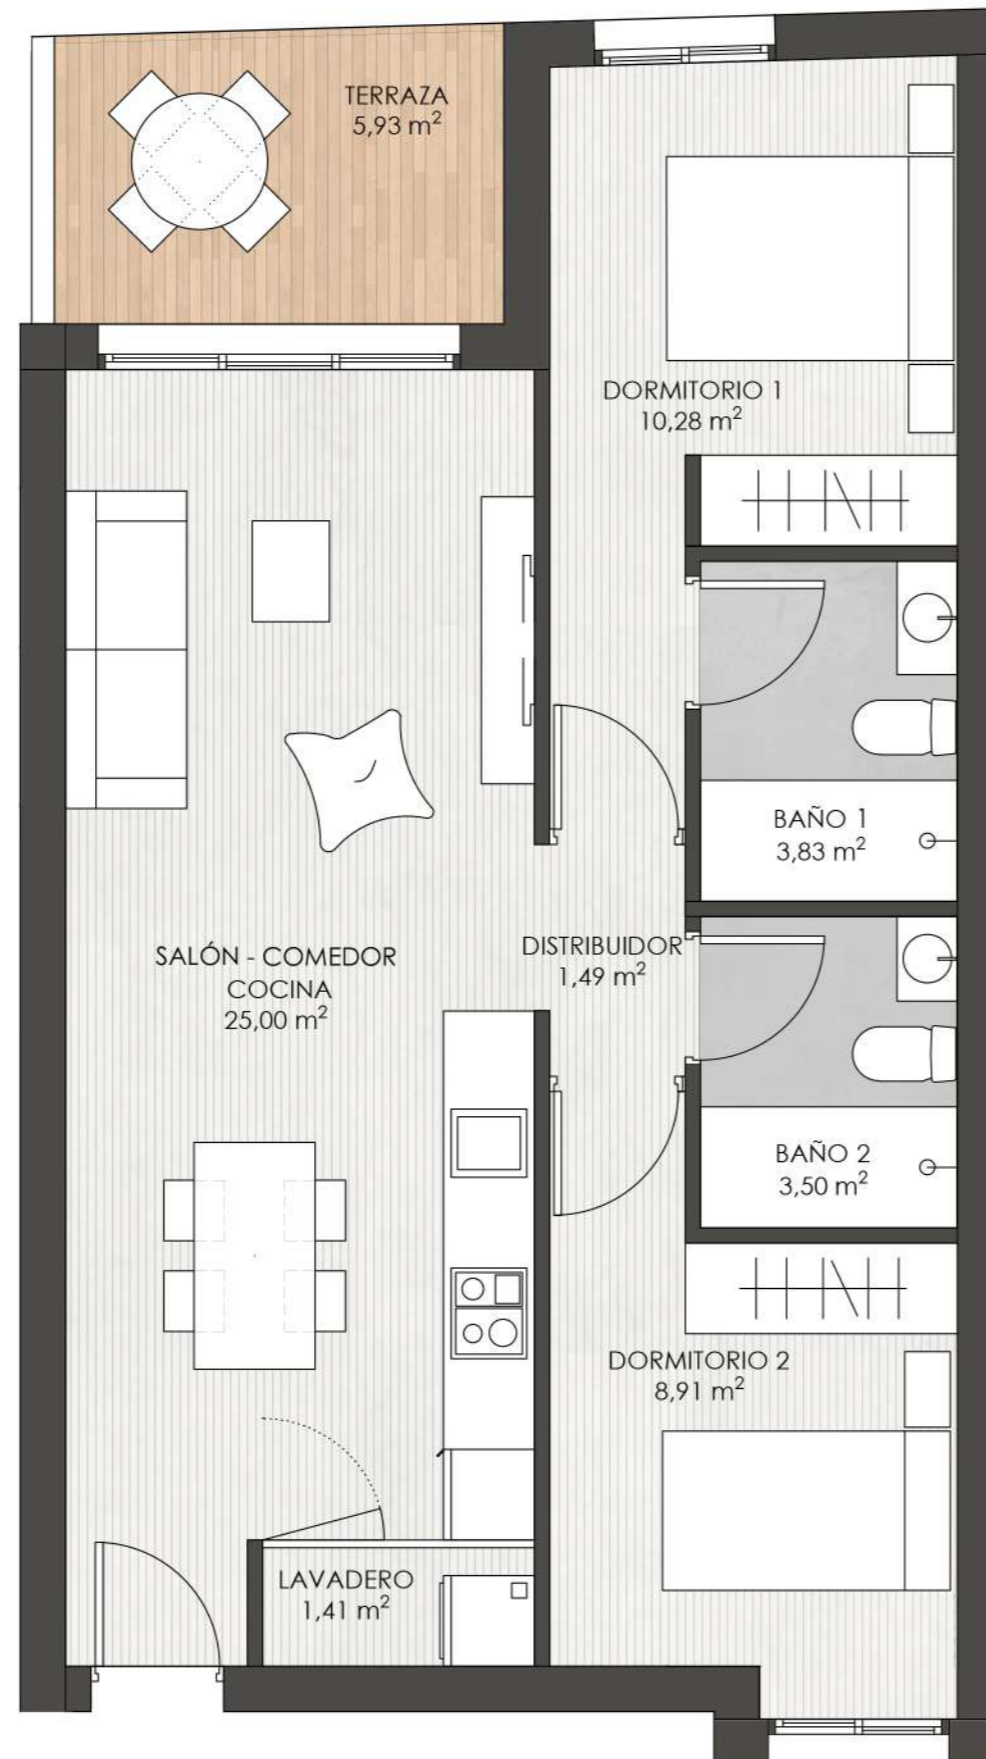 TERRAZA
5,93 m²
DORMITORIO 1
10,28 m²
BAÑO 1
3,83 m²
SALÓN - COMEDOR
COCINA
25,00 m²
DISTRIBUIDOR
1,49 m²
BAÑO 2
3,50 m²
DORMITORIO 2
8,91 m²
LAVADERO
1,41 m²